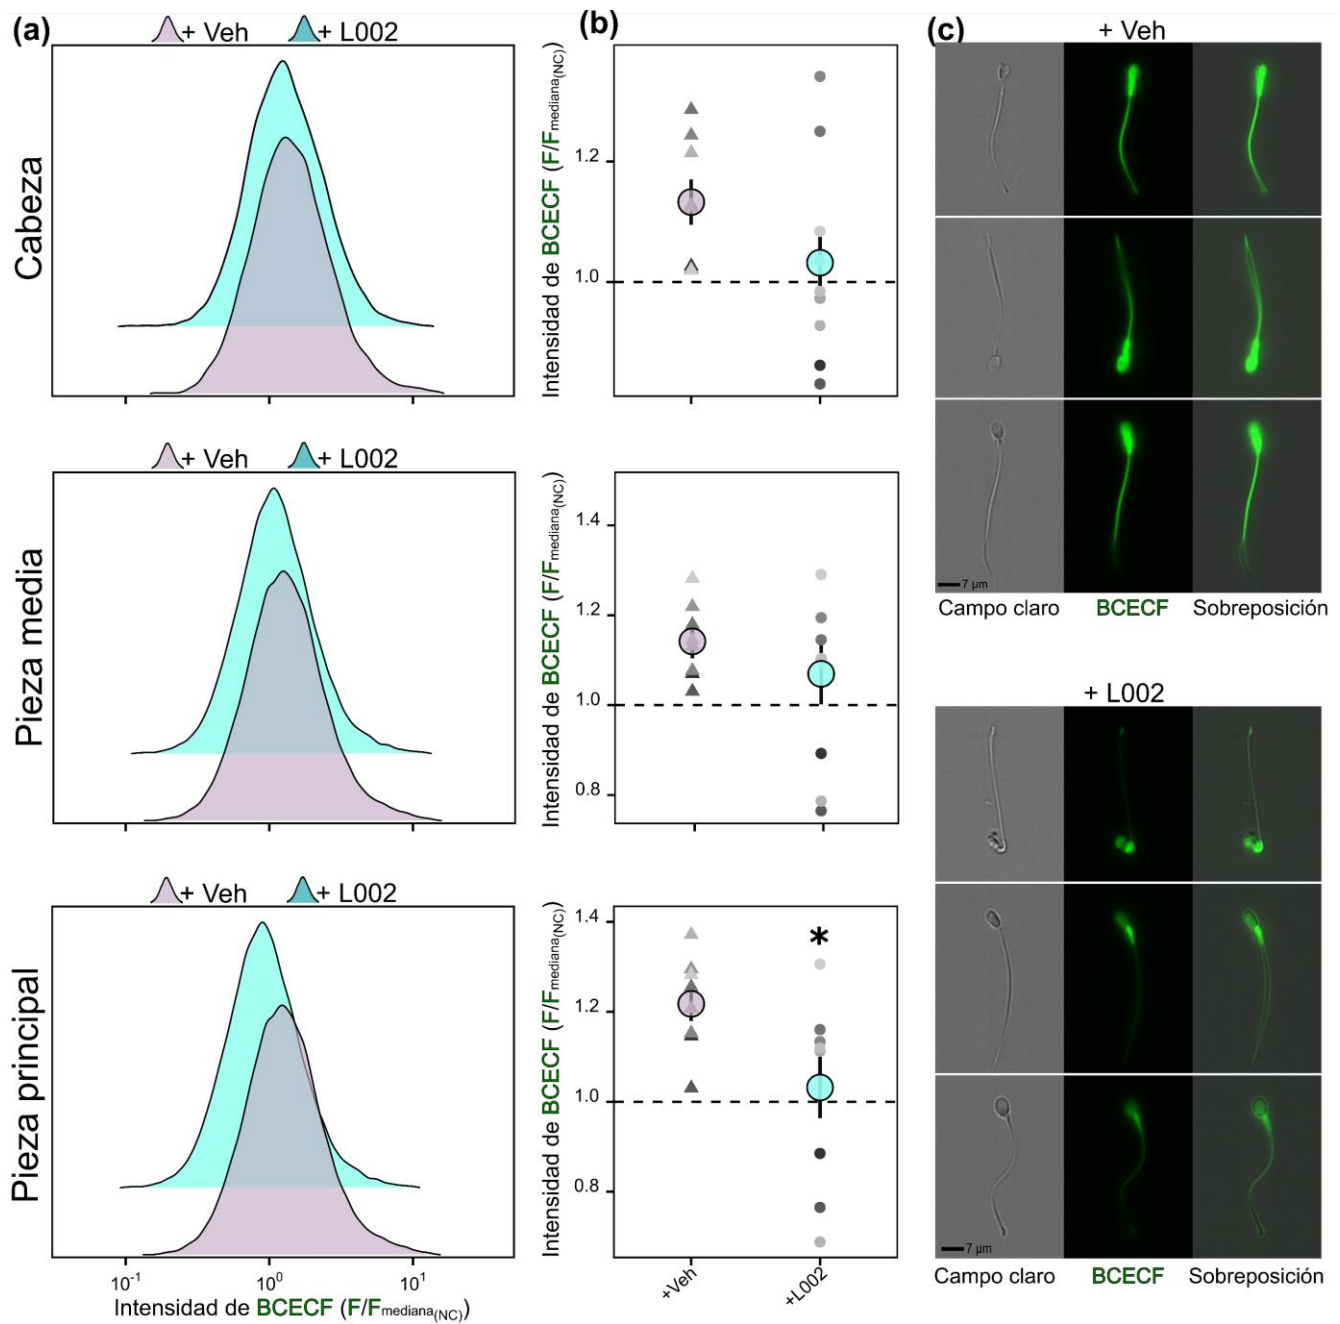 (a)
+ Veh + L002
Cabeza
+ Veh + L002
Pieza media
+ Veh + L002
Pieza principal
10-1 100 101
Intensidad de BCECF (F/Fmediana(NC))
(b)
Intensidad de BCECF (F/Fmediana(NC))
1.2
1.0
Intensidad de BCECF (F/Fmediana(NC))
1.4
1.2
1.0
0.8
Intensidad de BCECF (F/Fmediana(NC))
1.4
*
1.2
1.0
0.8
+Veh +L002
(c)
+ Veh
7 µm
Campo claro BCECF Sobreposición
+ L002
7 µm
Campo claro BCECF Sobreposición